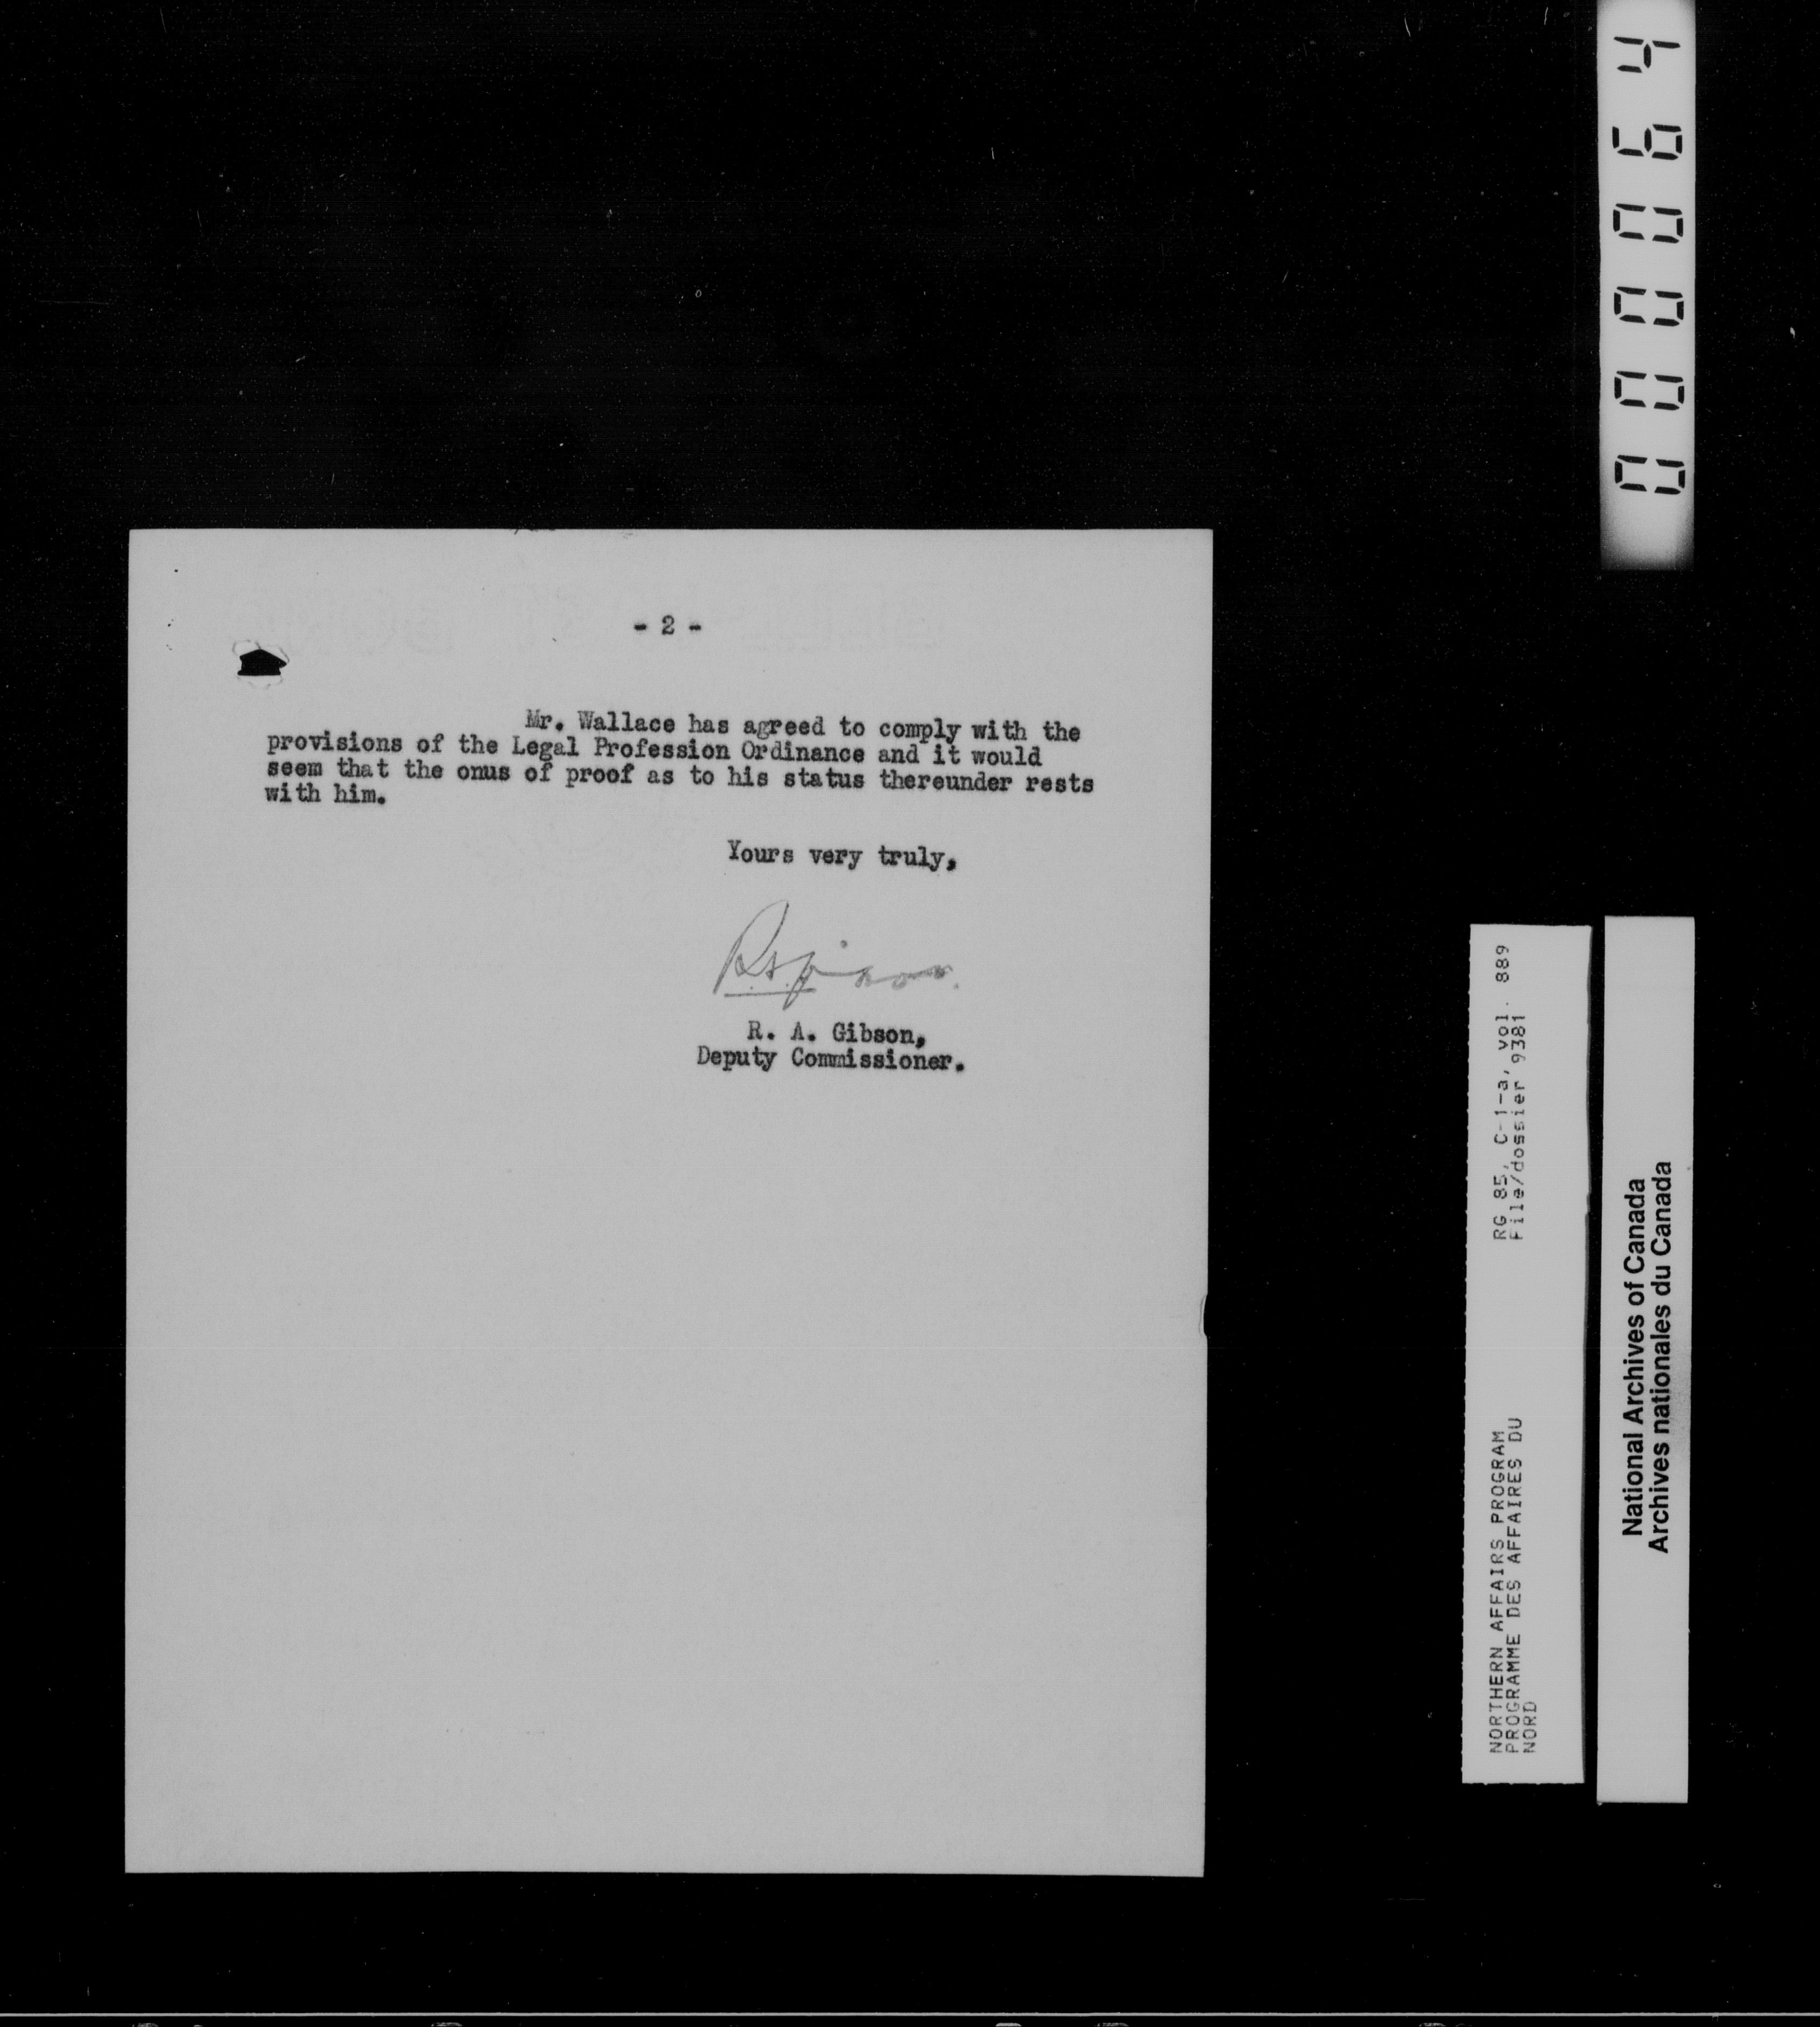 - 2 -
Mr. Wallace has agreed to comply with the
provisions of the Legal Profession Ordinance and it would
seem that the onus of proof as to his status thereunder rests
with him.
Yours very truly,
R. A. Gibson,
Deputy Commissioner.
000064
RG 85, C-1-a, vol. 889
File/dossier 9381
NORTHERN AFFAIRS PROGRAM
PROGRAMME DES AFFAIRES DU
NORD
National Archives of Canada
Archives nationales du Canada